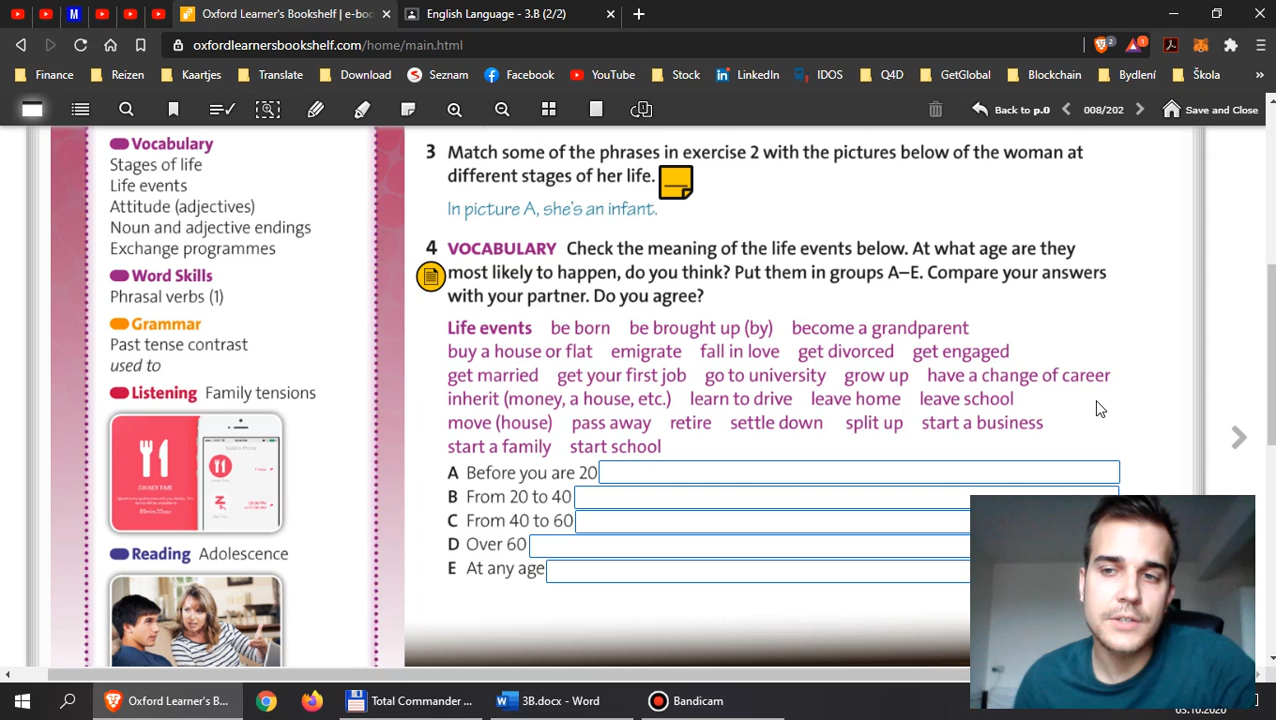 Oxford Learner's Bookshelf | e-boo
English Language - 3.B (2/2)
oxfordlearnersbookshelf.com/home/main.html
2
1
Finance
Reizen
Kaartjes
Translate
Download
Seznam
Facebook
YouTube
Stock
LinkedIn
IDOS
Q4D
GetGlobal
Blockchain
Bydlení
Škola
»
Back to p.0
008/202
Save and Close
Vocabulary
Stages of life
Life events
Attitude (adjectives)
Noun and adjective endings
Exchange programmes
Word Skills
Phrasal verbs (1)
Grammar
Past tense contrast
used to
Listening Family tensions
DINNER TIME
Reading Adolescence
3 Match some of the phrases in exercise 2 with the pictures below of the woman at
different stages of her life.
In picture A, she's an infant.
4 VOCABULARY Check the meaning of the life events below. At what age are they
most likely to happen, do you think? Put them in groups A–E. Compare your answers
with your partner. Do you agree?
Life events be born be brought up (by) become a grandparent
buy a house or flat emigrate fall in love get divorced get engaged
get married get your first job go to university grow up have a change of career
inherit (money, a house, etc.) learn to drive leave home leave school
move (house) pass away retire settle down split up start a business
start a family start school
A Before you are 20
B From 20 to 40
C From 40 to 60
D Over 60
E At any age
Oxford Learner's B...
Total Commander ...
3B.docx - Word
Bandicam
03.10.2020